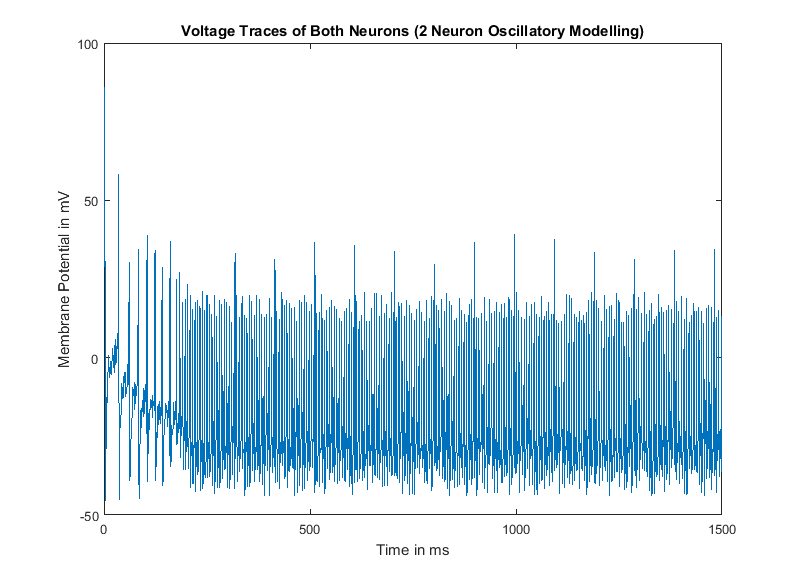 Voltage Traces of Both Neurons (2 Neuron Oscillatory Modelling)
100
50
0
-50
Membrane Potential in mV
0 500 1000 1500
Time in ms